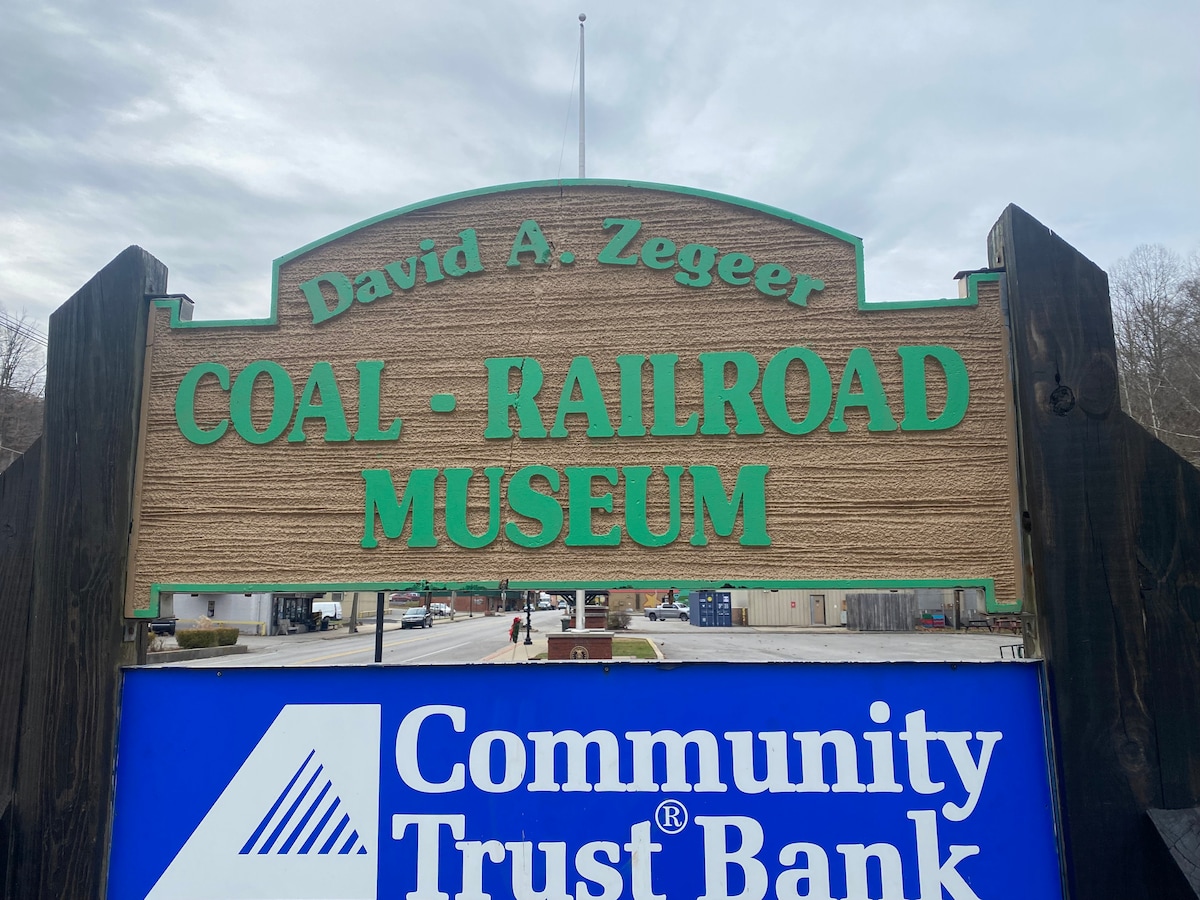 David A. Zegeer
COAL - RAILROAD
MUSEUM
Community
Trust® Bank